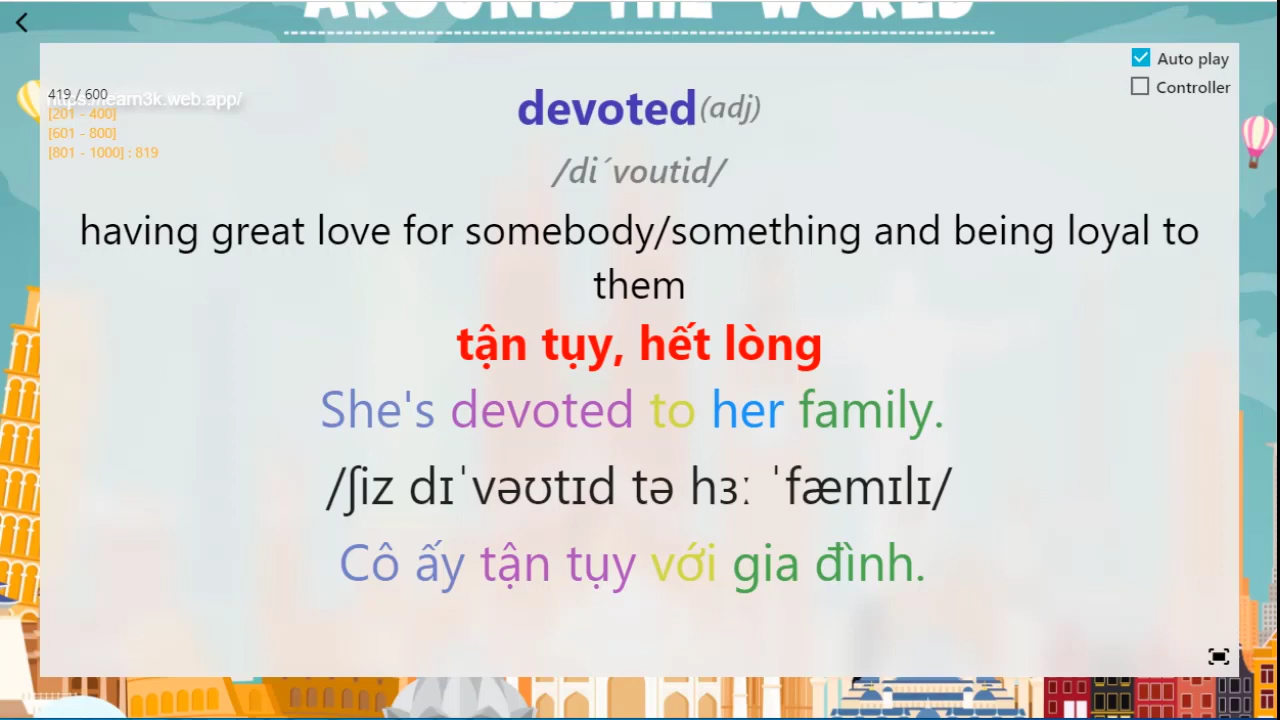 AROUND THE WORLD
Auto play
Controller
419 / 600
https://learn3k.web.app/
[201 - 400]
[601 - 800]
[801 - 1000] : 819
devoted(adj)
/di´voutid/
having great love for somebody/something and being loyal to
them
tận tụy, hết lòng
She's devoted to her family.
/ʃiz dɪˈvəʊtɪd tə hɜː ˈfæmɪlɪ/
Cô ấy tận tụy với gia đình.